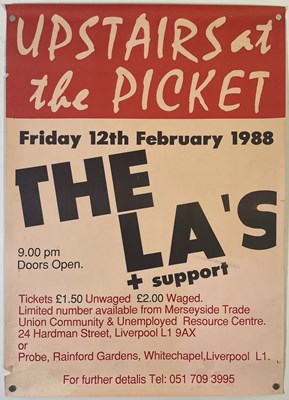 UPSTAIRS at
the PICKET
Friday 12th February 1988
THE
LA'S
9.00 pm
Doors Open.
+ support
Tickets £1.50 Unwaged £2.00 Waged.
Limited number available from Merseyside Trade
Union Community & Unemployed Resource Centre.
24 Hardman Street, Liverpool L1 9AX
or
Probe, Rainford Gardens, Whitechapel,Liverpool L1.
For further detalis Tel: 051 709 3995